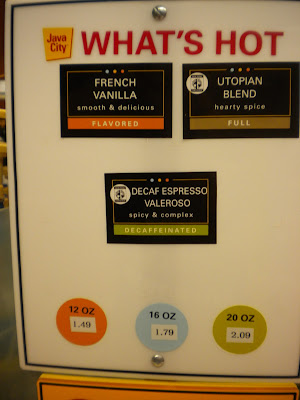 Java
City
WHAT'S HOT
FRENCH
VANILLA
smooth & delicious
FLAVORED
UTOPIAN
BLEND
hearty spice
FULL
DECAF ESPRESSO
VALEROSO
spicy & complex
DECAFFEINATED
12 OZ
1.49
16 OZ
1.79
20 OZ
2.09